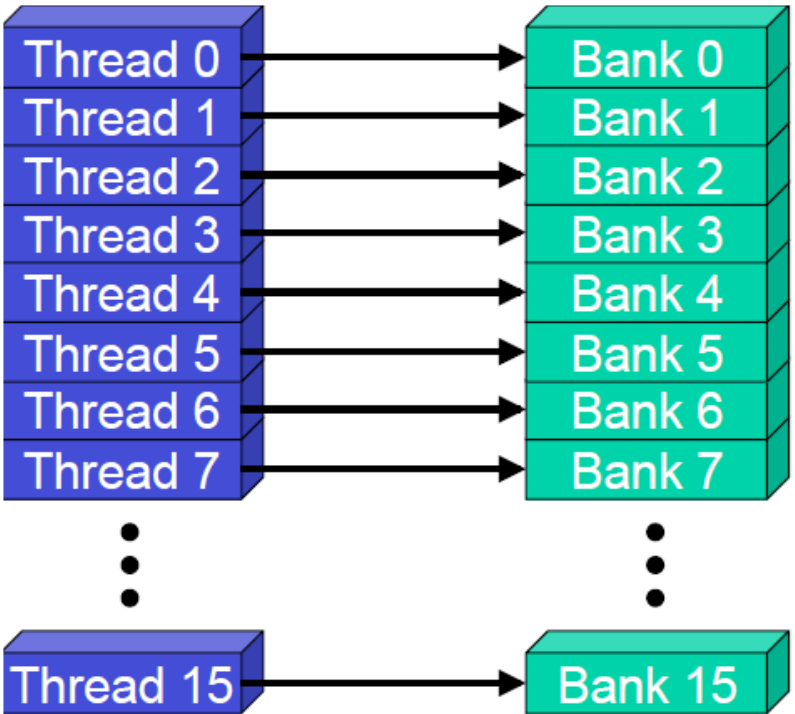 Thread 0
Bank 0
Thread 1
Bank 1
Thread 2
Bank 2
Thread 3
Bank 3
Thread 4
Bank 4
Thread 5
Bank 5
Thread 6
Bank 6
Thread 7
Bank 7
Thread 15
Bank 15